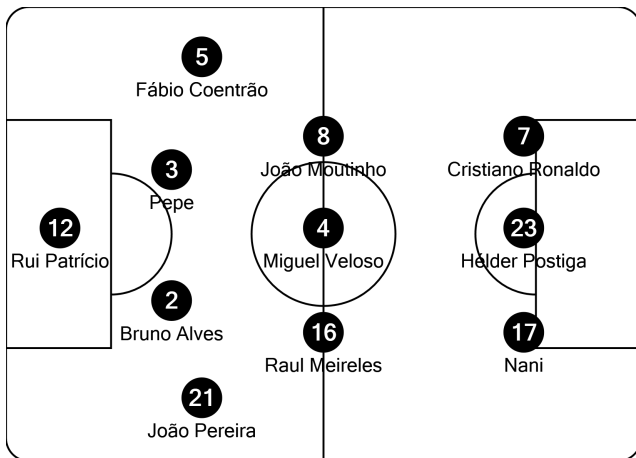 5
Fábio Coentrão
8
João Moutinho
7
Cristiano Ronaldo
3
Pepe
12
Rui Patrício
4
Miguel Veloso
23
Hélder Postiga
2
Bruno Alves
16
Raul Meireles
17
Nani
21
João Pereira